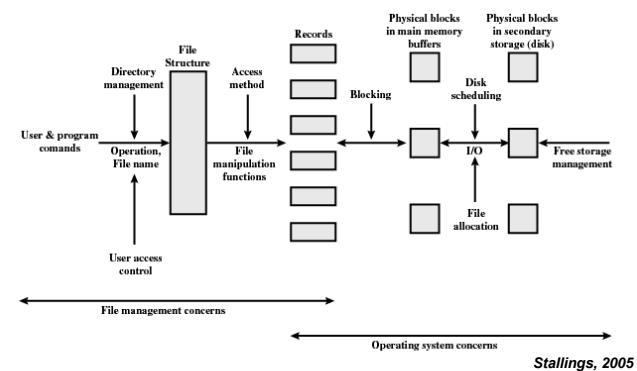 Physical blocks
in main memory
buffers
Physical blocks
in secondary
storage (disk)
Records
File
Structure
Directory
management
Access
method
Blocking
Disk
scheduling
User & program
comands
Operation,
File name
File
manipulation
functions
I/O
Free storage
management
File
allocation
User access
control
File management concerns
Operating system concerns
Stallings, 2005